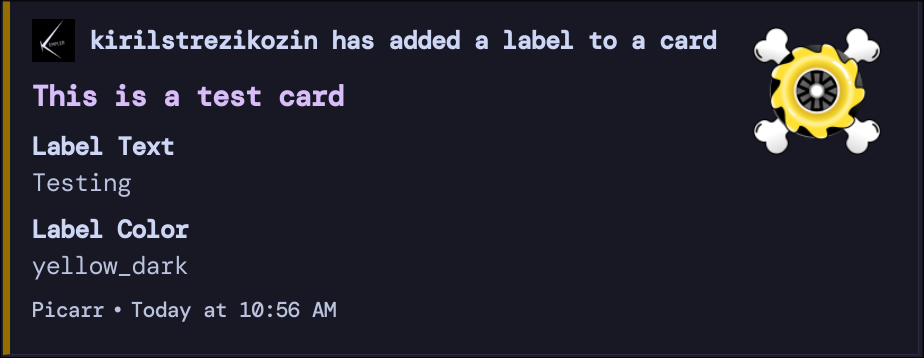 kirilstrezikozin has added a label to a card
This is a test card
Label Text
Testing
Label Color
yellow_dark
Picarr • Today at 10:56 AM